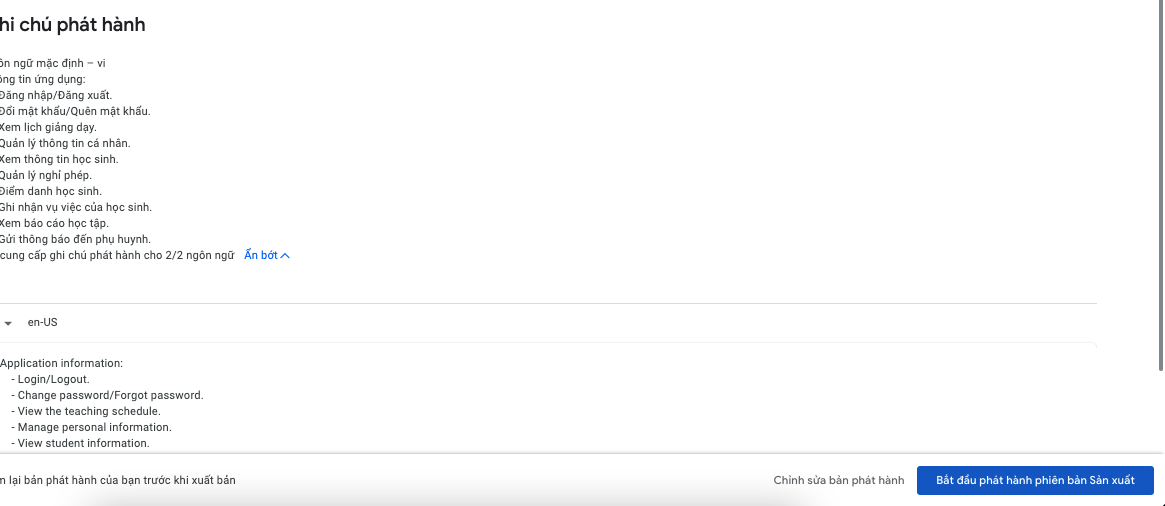 hi chú phát hành
ôn ngữ mặc định – vi
ông tin ứng dụng:
Đăng nhập/Đăng xuất.
Đổi mật khẩu/Quên mật khẩu.
Xem lịch giảng dạy.
Quản lý thông tin cá nhân.
Xem thông tin học sinh.
Quản lý nghỉ phép.
Điểm danh học sinh.
Ghi nhận vụ việc của học sinh.
Xem báo cáo học tập.
Gửi thông báo đến phụ huynh.
cung cấp ghi chú phát hành cho 2/2 ngôn ngữ Ẩn bớt
en-US
Application information:
- Login/Logout.
- Change password/Forgot password.
- View the teaching schedule.
- Manage personal information.
- View student information.
m lại bản phát hành của bạn trước khi xuất bản Chỉnh sửa bản phát hành Bắt đầu phát hành phiên bản Sản xuất